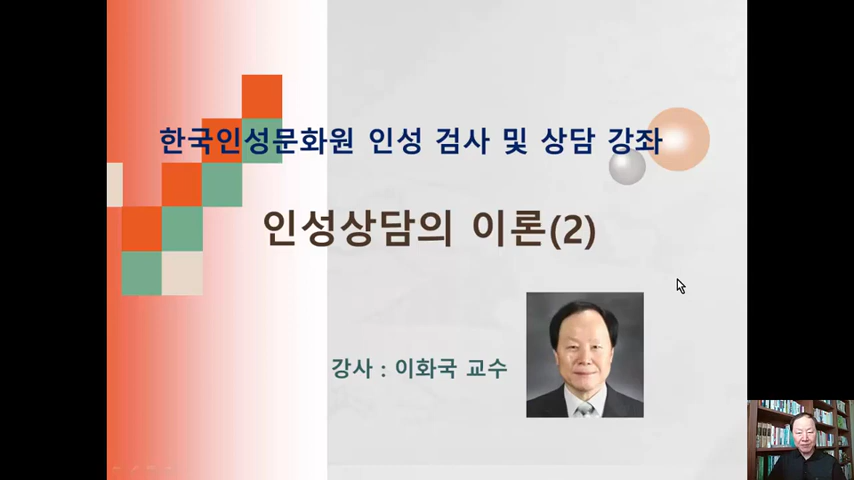 한국인성문화원 인성 검사 및 상담 강좌
인성상담의 이론(2)
강사 : 이화국 교수